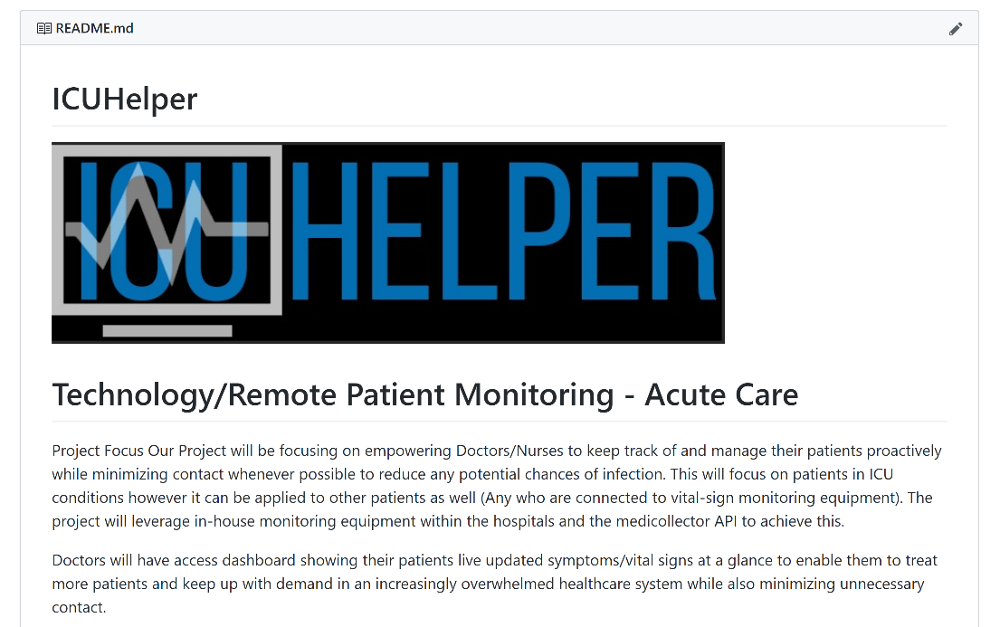 README.md
ICUHelper
ICU HELPER
Technology/Remote Patient Monitoring - Acute Care
Project Focus Our Project will be focusing on empowering Doctors/Nurses to keep track of and manage their patients proactively
while minimizing contact whenever possible to reduce any potential chances of infection. This will focus on patients in ICU
conditions however it can be applied to other patients as well (Any who are connected to vital-sign monitoring equipment). The
project will leverage in-house monitoring equipment within the hospitals and the medicollector API to achieve this.
Doctors will have access dashboard showing their patients live updated symptoms/vital signs at a glance to enable them to treat
more patients and keep up with demand in an increasingly overwhelmed healthcare system while also minimizing unnecessary
contact.